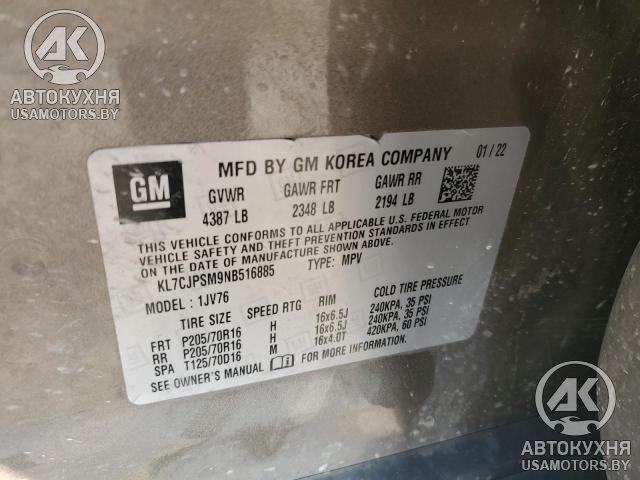 AK
АВТОКУХНЯ
USAMOTORS.BY
GM
MFD BY GM KOREA COMPANY 01/22
GVWR GAWR FRT GAWR RR
4387 LB 2348 LB 2194 LB
THIS VEHICLE CONFORMS TO ALL APPLICABLE U.S. FEDERAL MOTOR
VEHICLE SAFETY AND THEFT PREVENTION STANDARDS IN EFFECT ON
THE DATE OF MANUFACTURE SHOWN ABOVE.
KL7CJPSM9NB516885 TYPE: MPV
MODEL: 1JV76
TIRE SIZE SPEED RTG RIM COLD TIRE PRESSURE
FRT P205/70R16 H 16x6.5J 240KPA, 35 PSI
RR P205/70R16 H 16x6.5J 240KPA, 35 PSI
SPA T125/70D16 M 16x4.0T 420KPA, 60 PSI
SEE OWNER'S MANUAL FOR MORE INFORMATION.
AK
АВТОКУХНЯ
USAMOTORS.BY